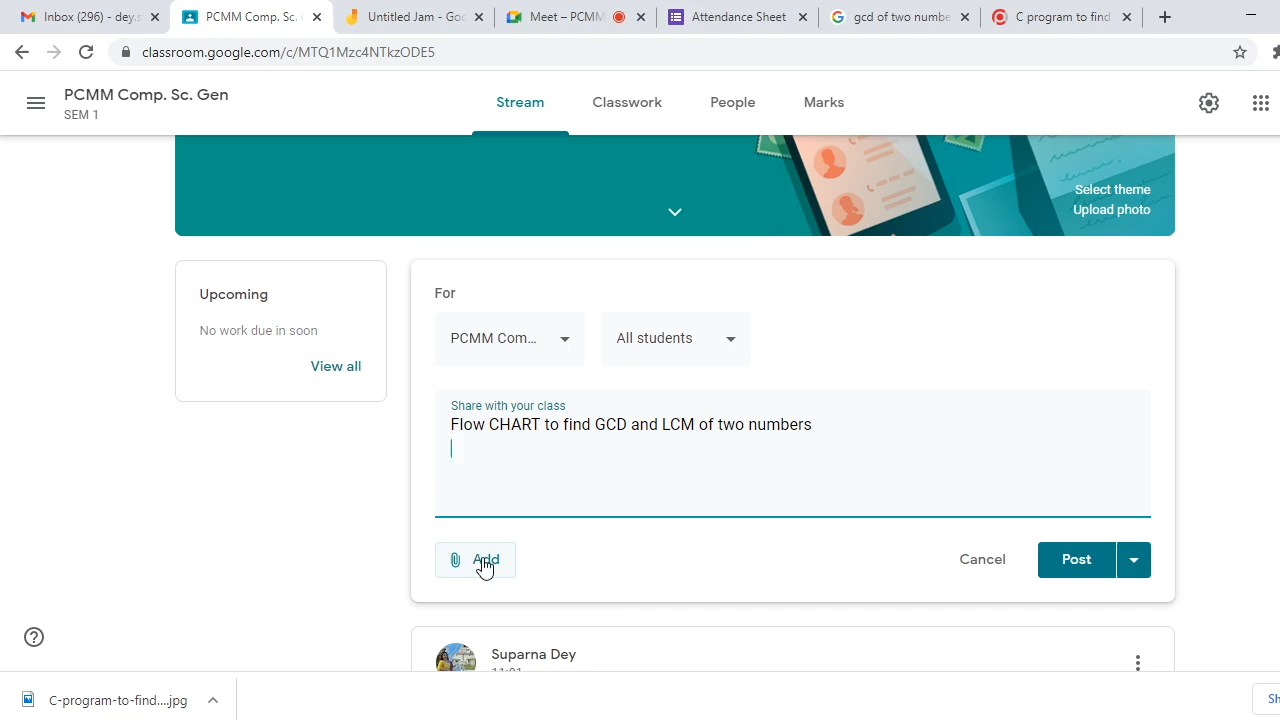 Inbox (296) - dey.s
PCMM Comp. Sc.
Untitled Jam - Goo
Meet – PCMM
Attendance Sheet
gcd of two numbe
C program to find
classroom.google.com/c/MTQ1Mzc4NTkzODE5
PCMM Comp. Sc. Gen
SEM 1
Stream
Classwork
People
Marks
Select theme
Upload photo
Upcoming
No work due in soon
View all
For
PCMM Com...
All students
Share with your class
Flow CHART to find GCD and LCM of two numbers
Add
Cancel
Post
Suparna Dey
C-program-to-find....jpg
Sh